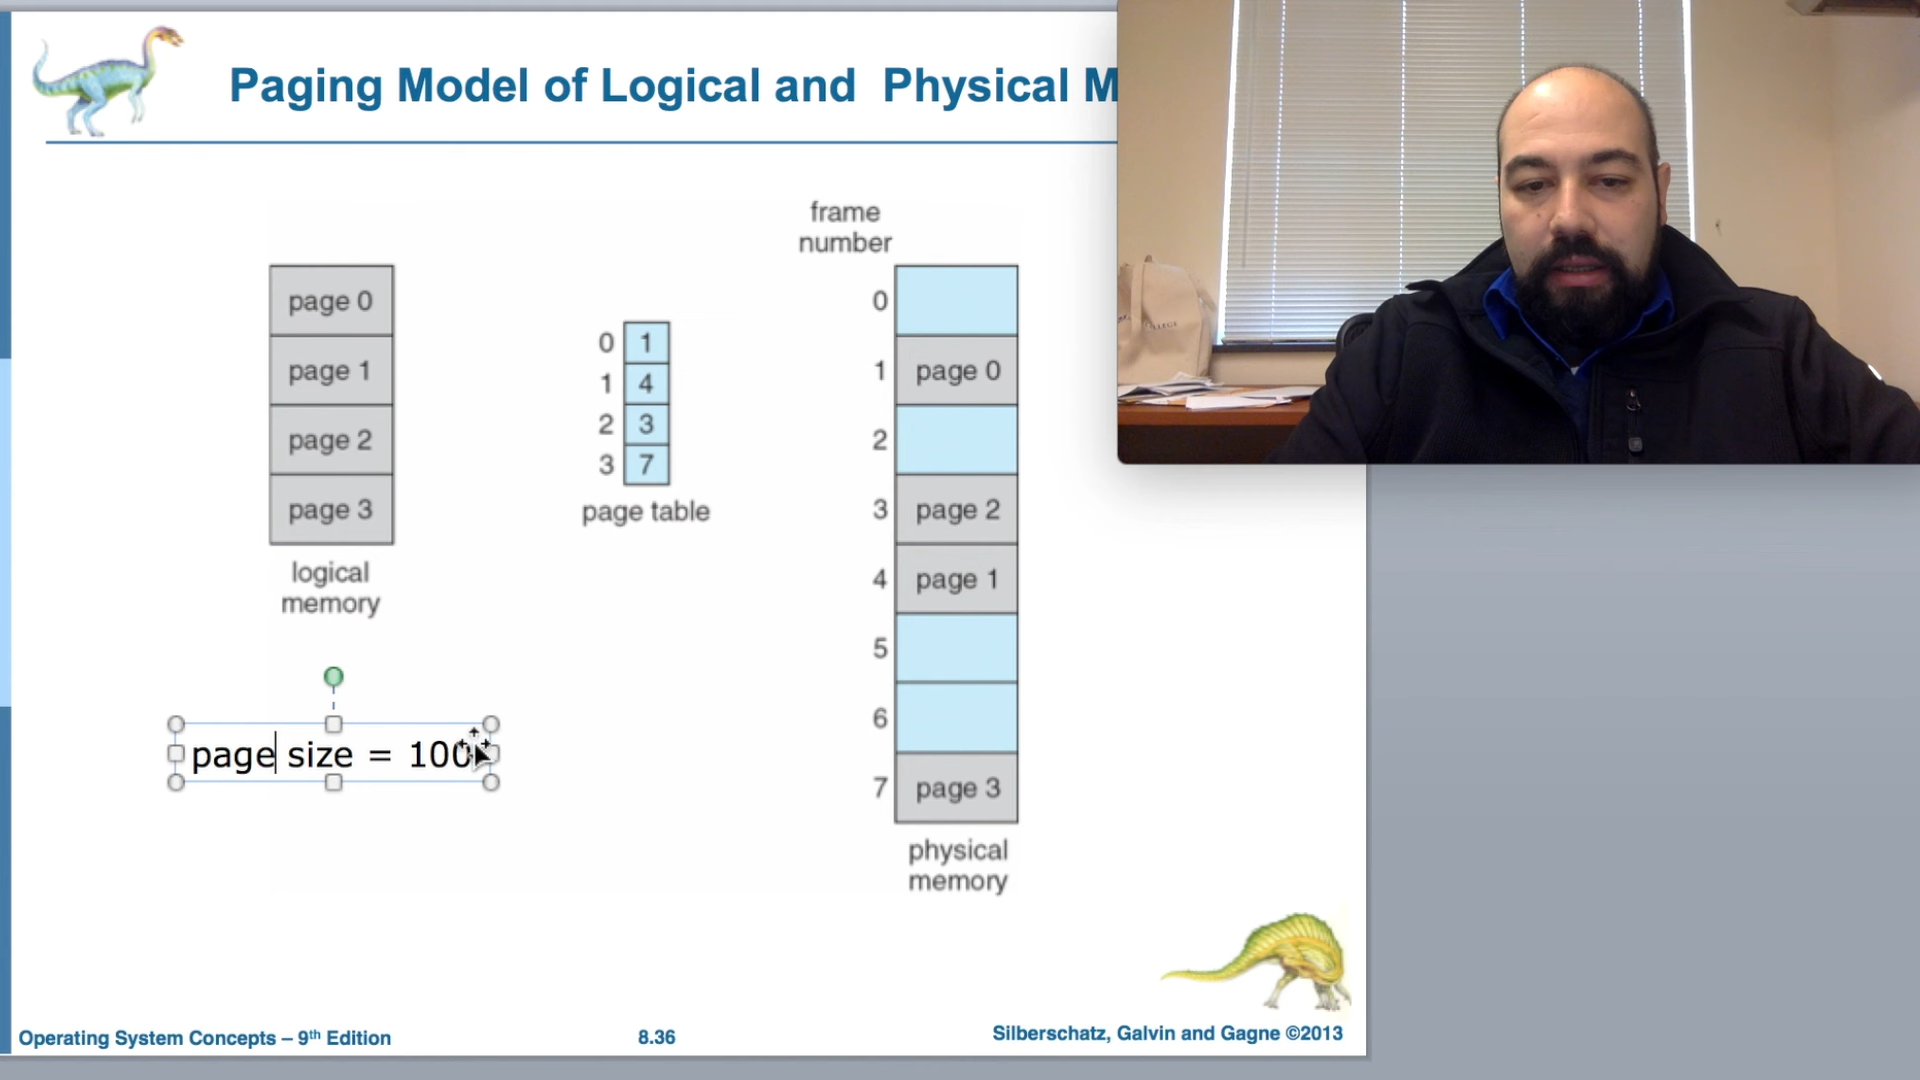 Paging Model of Logical and Physical M
frame
number
page 0
page 1
page 2
page 3
logical
memory
0 1
1 4
2 3
3 7
page table
0
1 page 0
2
3 page 2
4 page 1
5
6
7 page 3
physical
memory
page size = 100
Operating System Concepts – 9th Edition
8.36
Silberschatz, Galvin and Gagne ©2013